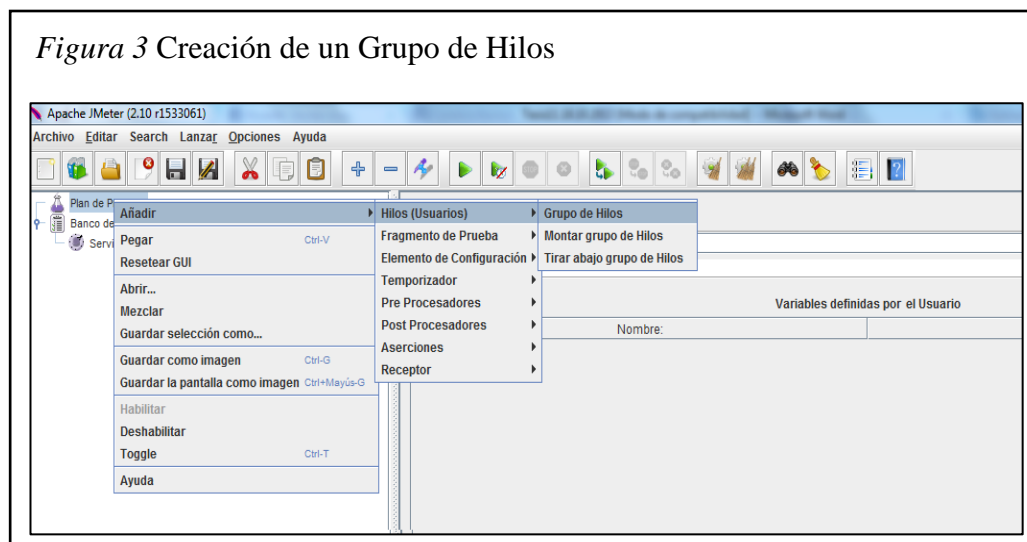 Figura 3 Creación de un Grupo de Hilos
Apache JMeter (2.10 r1533061)
Archivo Editar Search Lanzar Opciones Ayuda
Plan de P
Banco de
Servi
Añadir
Pegar Ctrl-V
Resetear GUI
Abrir...
Mezclar
Guardar selección como...
Guardar como imagen Ctrl-G
Guardar la pantalla como imagen Ctrl+Mayús-G
Habilitar
Deshabilitar
Toggle Ctrl-T
Ayuda
Hilos (Usuarios)
Fragmento de Prueba
Elemento de Configuración
Temporizador
Pre Procesadores
Post Procesadores
Aserciones
Receptor
Grupo de Hilos
Montar grupo de Hilos
Tirar abajo grupo de Hilos
Variables definidas por el Usuario
Nombre: